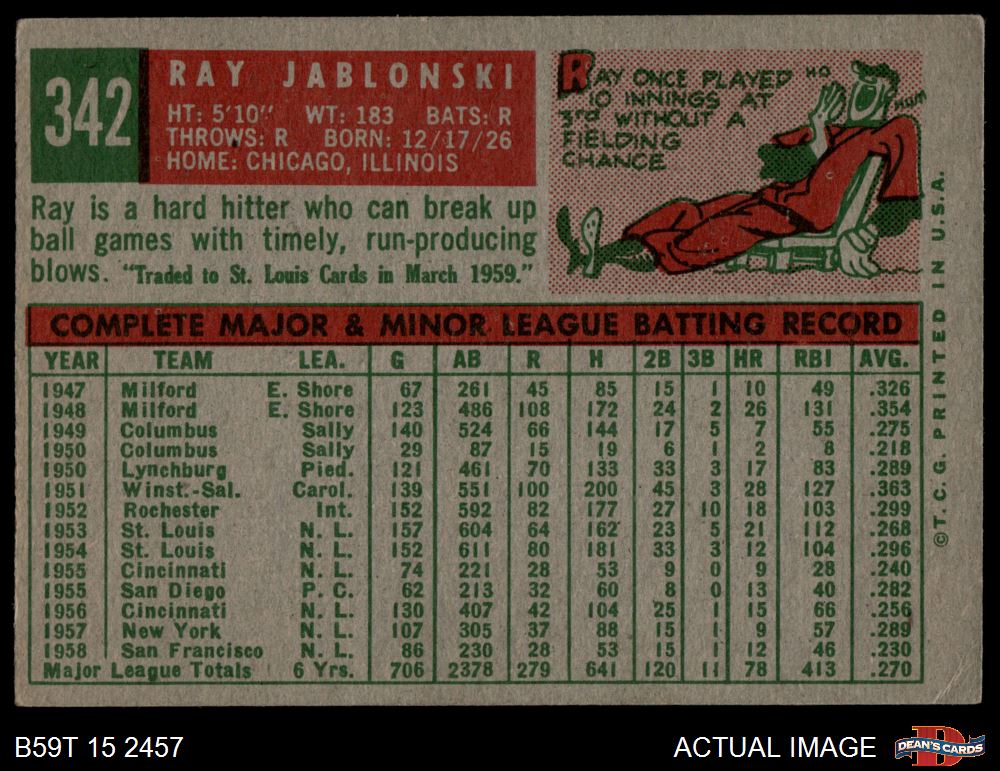 342
RAY JABLONSKI
HT: 5'10" WT: 183 BATS: R
THROWS: R BORN: 12/17/26
HOME: CHICAGO, ILLINOIS
RAY ONCE PLAYED
10 INNINGS AT
3rd WITHOUT A
FIELDING
CHANCE
HO
HUM
Ray is a hard hitter who can break up
ball games with timely, run-producing
blows. "Traded to St. Louis Cards in March 1959."
COMPLETE MAJOR & MINOR LEAGUE BATTING RECORD
YEAR TEAM LEA. G AB R H 2B 3B HR RBI AVG.
1947 Milford E. Shore 67 261 45 85 15 1 10 49 .326
1948 Milford E. Shore 123 486 108 172 24 2 26 131 .354
1949 Columbus Sally 140 524 66 144 17 5 7 55 .275
1950 Columbus Sally 29 87 15 19 6 1 2 8 .218
1950 Lynchburg Pied. 121 461 70 133 33 3 17 83 .289
1951 Winst.-Sal. Carol. 139 551 100 200 45 3 28 127 .363
1952 Rochester Int. 152 592 82 177 27 10 18 103 .299
1953 St. Louis N. L. 157 604 64 162 23 5 21 112 .268
1954 St. Louis N. L. 152 611 80 181 33 3 12 104 .296
1955 Cincinnati N. L. 74 221 28 53 9 0 9 28 .240
1955 San Diego P. C. 62 213 32 60 8 0 13 40 .282
1956 Cincinnati N. L. 130 407 42 104 25 1 15 66 .256
1957 New York N. L. 107 305 37 88 15 1 9 57 .289
1958 San Francisco N. L. 86 230 28 53 15 1 12 46 .230
Major League Totals 6 Yrs. 706 2378 279 641 120 11 78 413 .270
©T. C. G. PRINTED IN U.S.A.
B59T 15 2457
ACTUAL IMAGE
D
DEAN'S CARDS